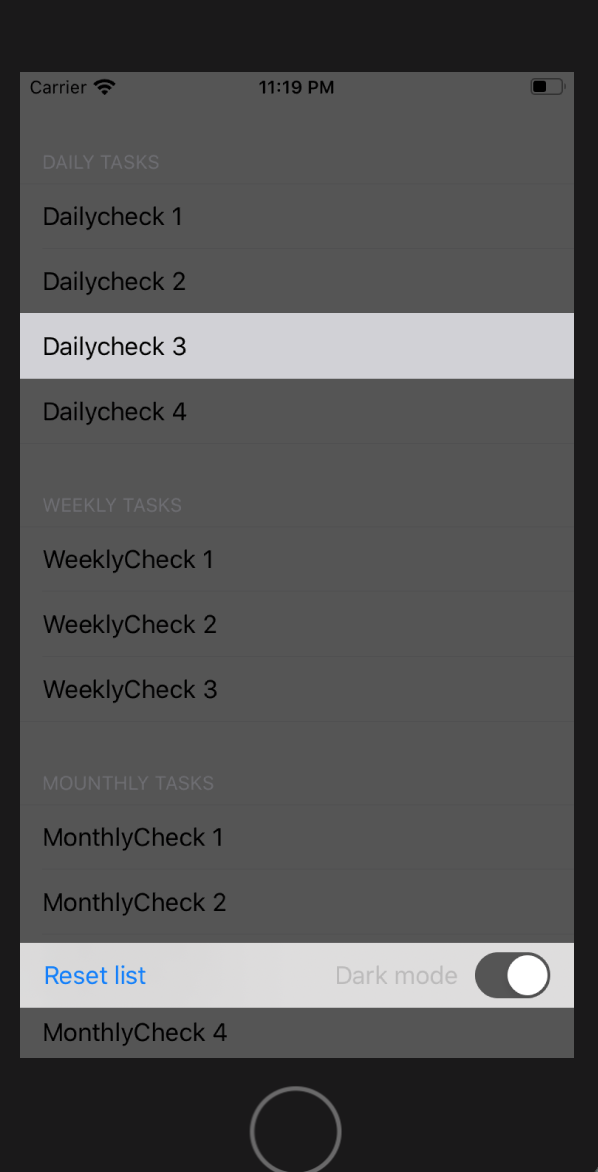 Carrier 11:19 PM
DAILY TASKS
Dailycheck 1
Dailycheck 2
Dailycheck 3
Dailycheck 4
WEEKLY TASKS
WeeklyCheck 1
WeeklyCheck 2
WeeklyCheck 3
MOUNTHLY TASKS
MonthlyCheck 1
MonthlyCheck 2
Reset list Dark mode
MonthlyCheck 4